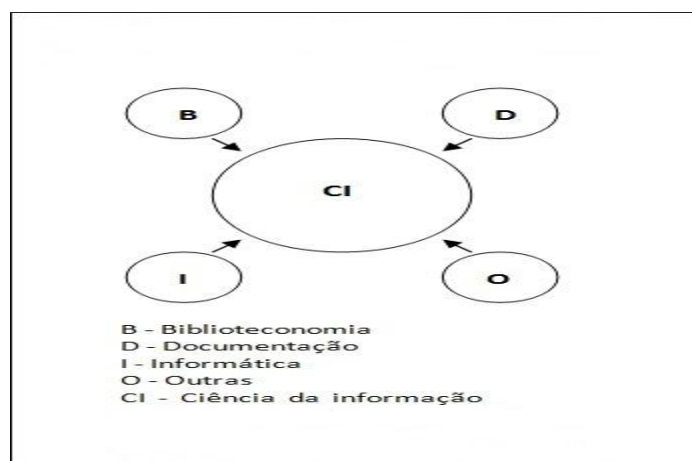 B D
CI
I O
B - Biblioteconomia
D - Documentação
I - Informática
O - Outras
CI - Ciência da informação